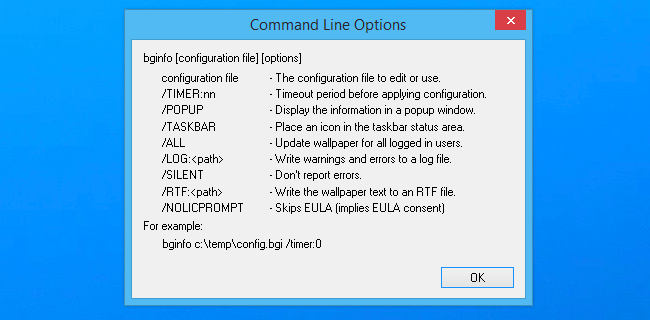 Command Line Options
bginfo [configuration file] [options]
configuration file - The configuration file to edit or use.
/TIMER:nn - Timeout period before applying configuration.
/POPUP - Display the information in a popup window.
/TASKBAR - Place an icon in the taskbar status area.
/ALL - Update wallpaper for all logged in users.
/LOG:<path> - Write warnings and errors to a log file.
/SILENT - Don't report errors.
/RTF:<path> - Write the wallpaper text to an RTF file.
/NOLICPROMPT - Skips EULA (implies EULA consent)
For example:
bginfo c:\temp\config.bgi /timer:0
OK